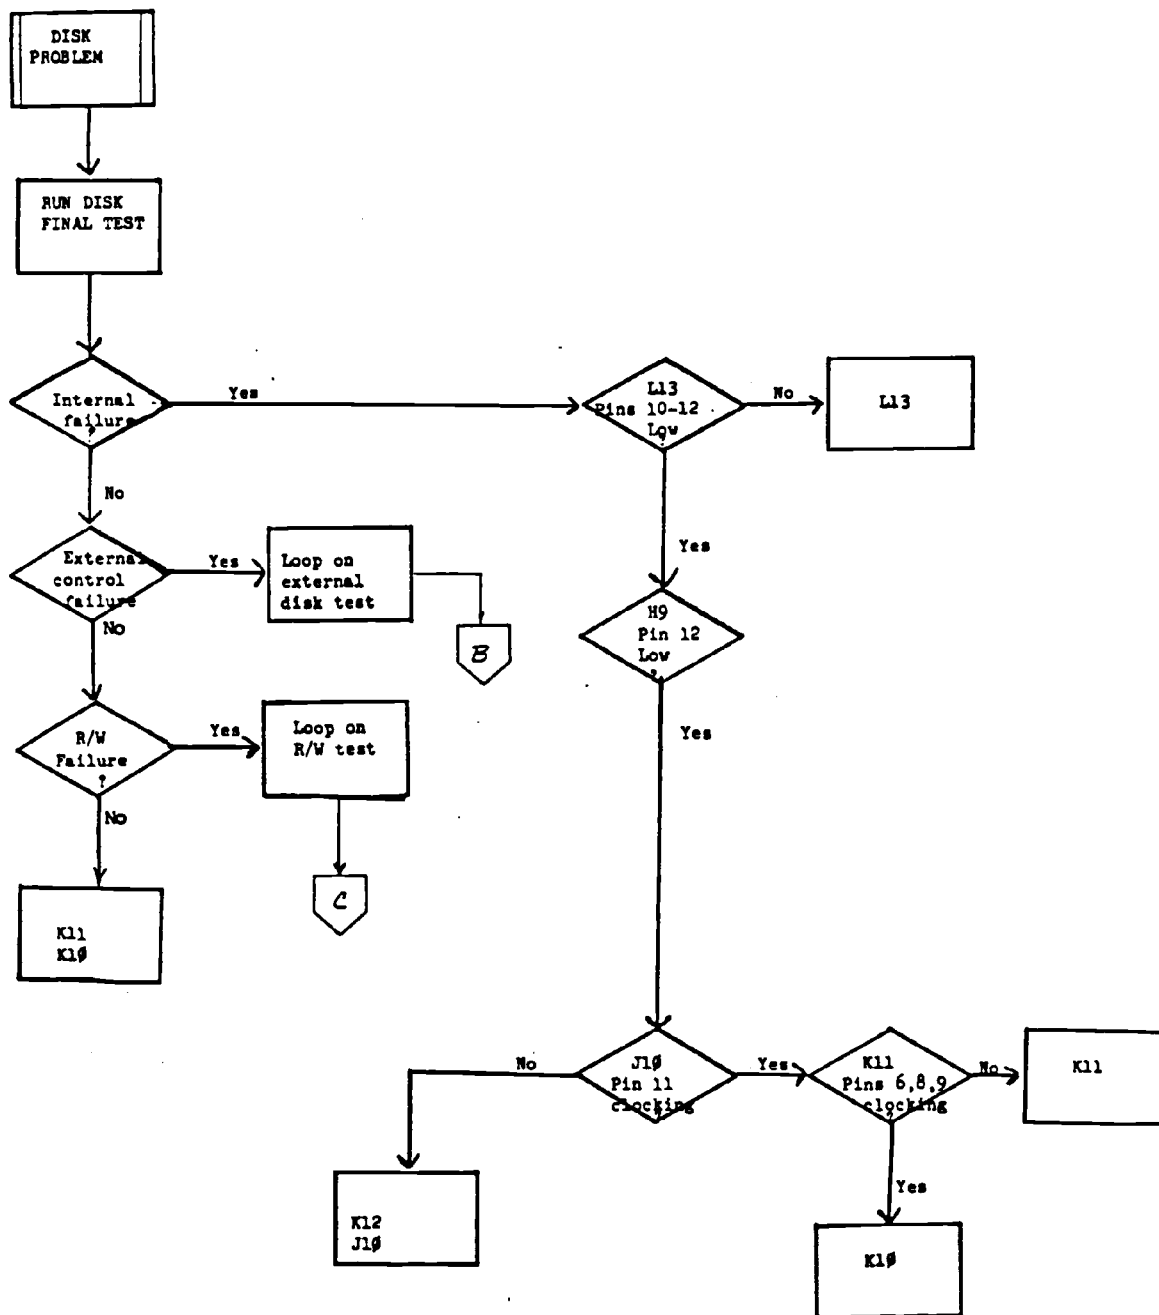 DISK
PROBLEM
RUN DISK
FINAL TEST
Internal
failure
?
Yes
L13
Pins 10-12
Low
?
No
L13
No
Yes
External
control
failure
Yes
Loop on
external
disk test
B
No
H9
Pin 12
Low
?
Yes
R/W
Failure
?
Yes
Loop on
R/W test
C
No
K11
K1Ø
No
J1Ø
Pin 11
clocking
?
Yes
K11
Pins 6,8,9
clocking
?
No
K11
Yes
K12
J1Ø
K1Ø